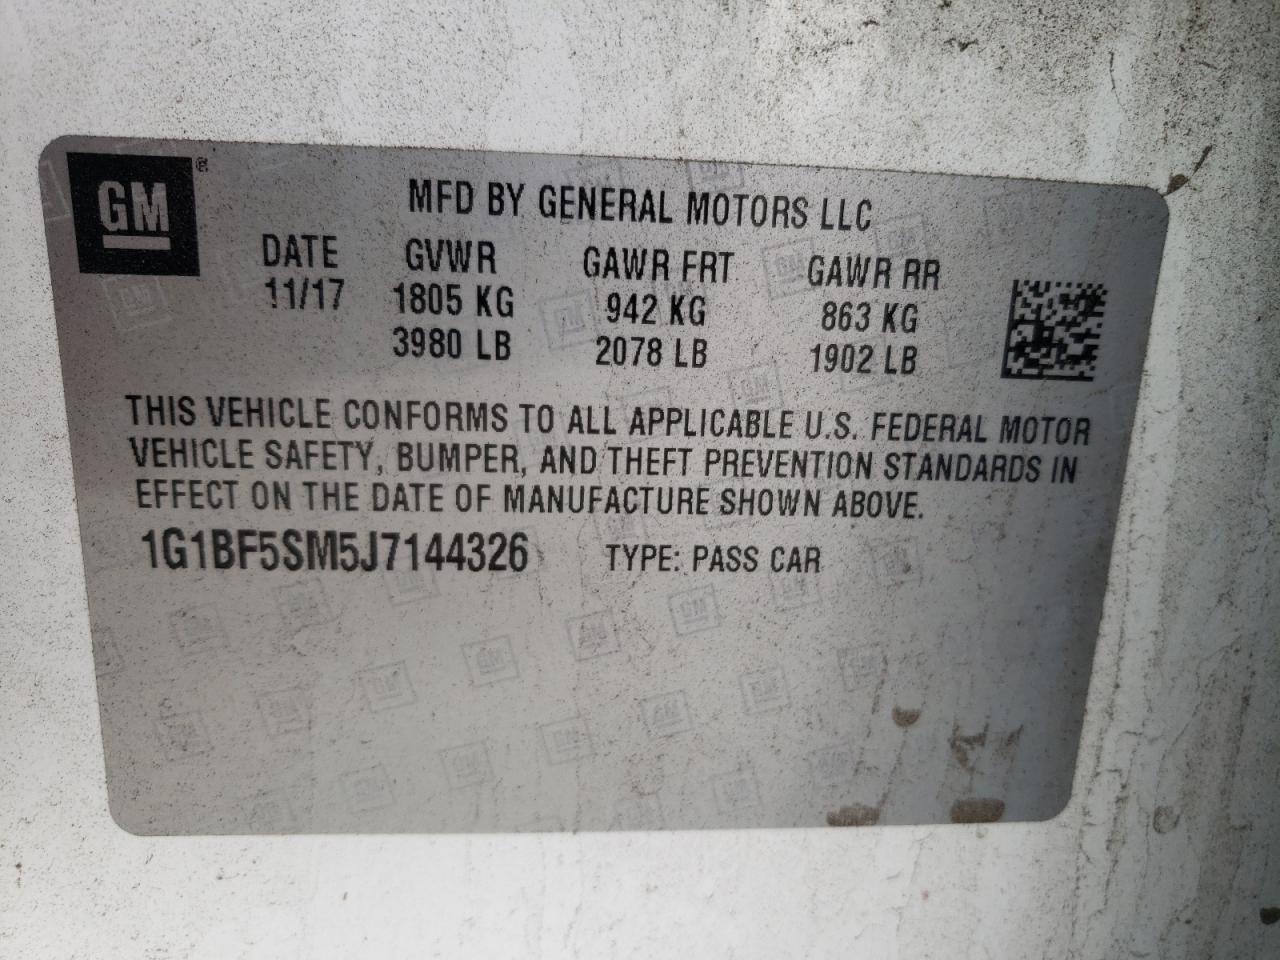 GM ®
MFD BY GENERAL MOTORS LLC
DATE GVWR GAWR FRT GAWR RR
11/17 1805 KG 942 KG 863 KG
3980 LB 2078 LB 1902 LB
THIS VEHICLE CONFORMS TO ALL APPLICABLE U.S. FEDERAL MOTOR
VEHICLE SAFETY, BUMPER, AND THEFT PREVENTION STANDARDS IN
EFFECT ON THE DATE OF MANUFACTURE SHOWN ABOVE.
1G1BF5SM5J7144326 TYPE: PASS CAR